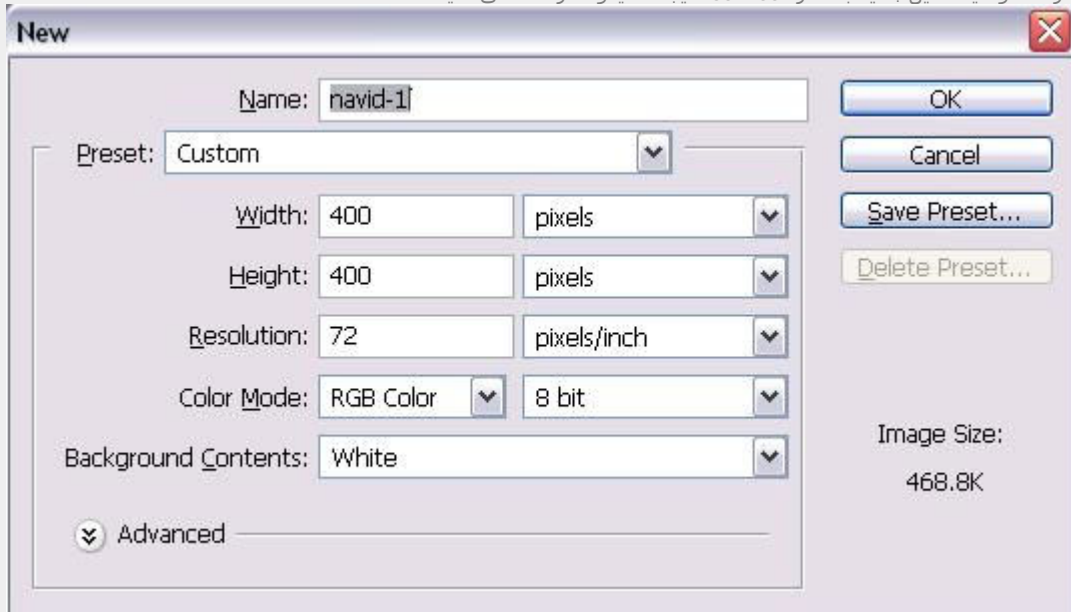 New
Name: navid-1
OK
Preset: Custom
Cancel
Width: 400 pixels
Save Preset...
Height: 400 pixels
Delete Preset...
Resolution: 72 pixels/inch
Color Mode: RGB Color 8 bit
Image Size:
Background Contents: White
468.8K
Advanced